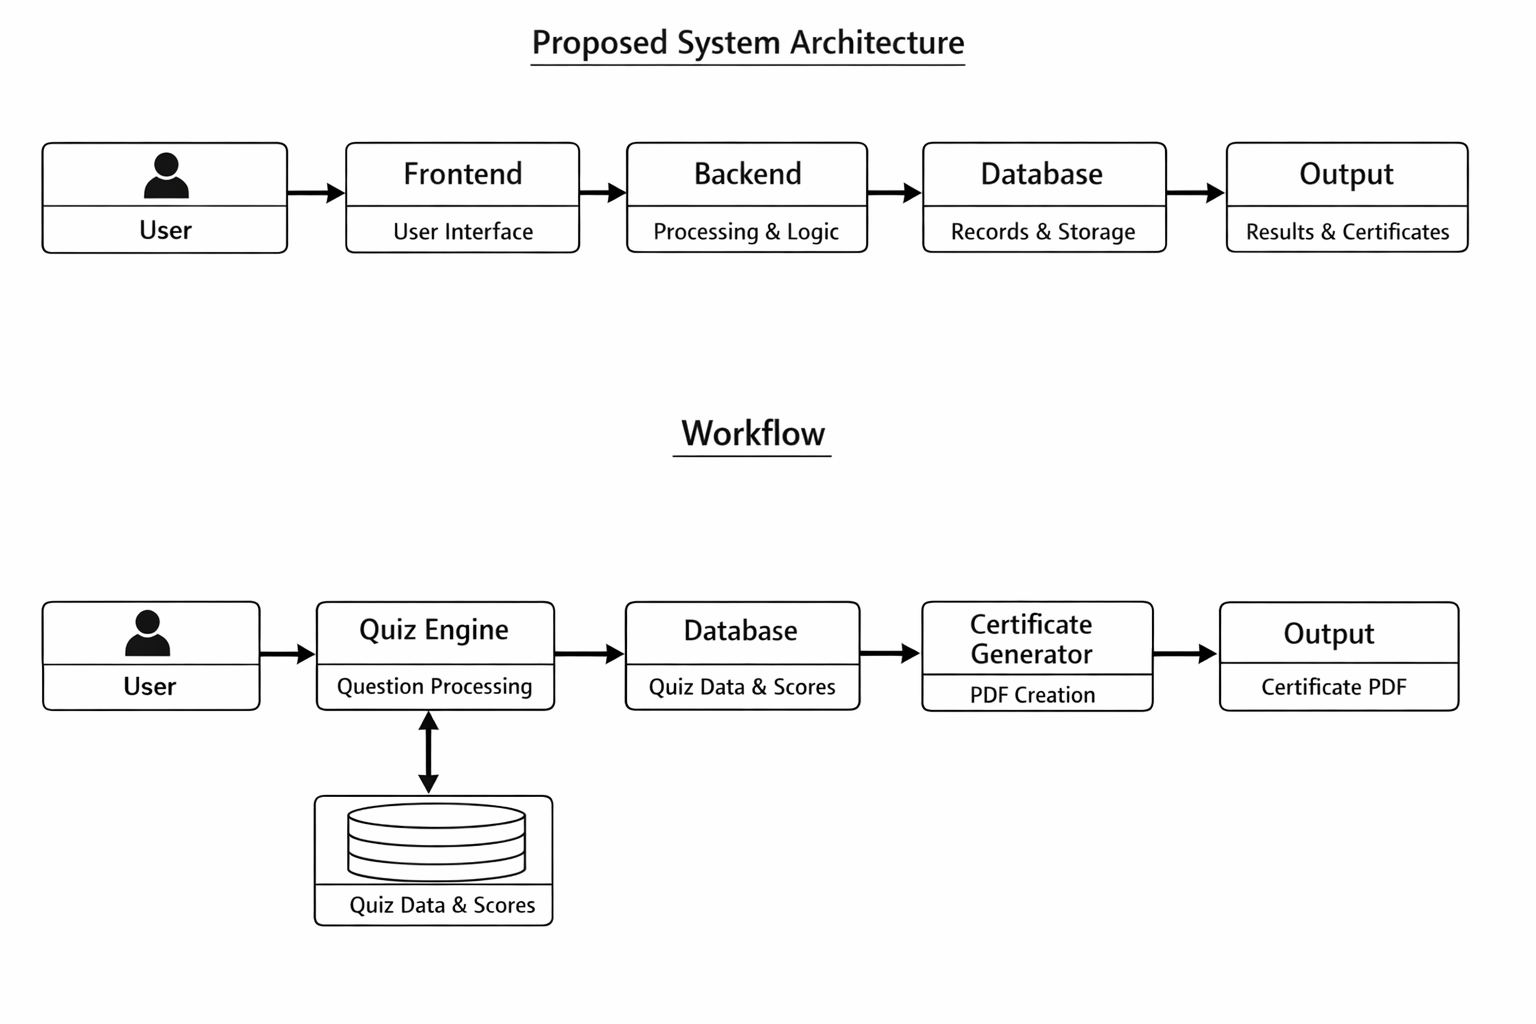 Proposed System Architecture
User
Frontend
User Interface
Backend
Processing & Logic
Database
Records & Storage
Output
Results & Certificates
Workflow
User
Quiz Engine
Question Processing
Database
Quiz Data & Scores
Certificate
Generator
PDF Creation
Output
Certificate PDF
Quiz Data & Scores